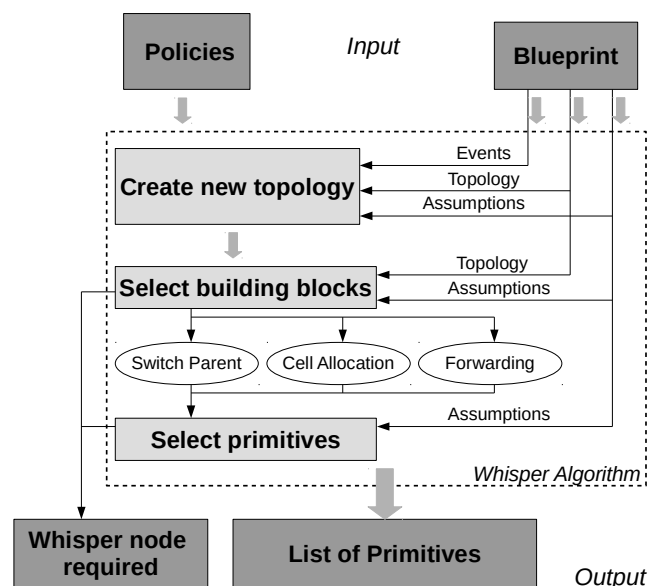 Policies
Input
Blueprint
Events
Create new topology
Topology
Assumptions
Topology
Select building blocks
Assumptions
Switch Parent
Cell Allocation
Forwarding
Assumptions
Select primitives
Whisper Algorithm
Whisper node
required
List of Primitives
Output